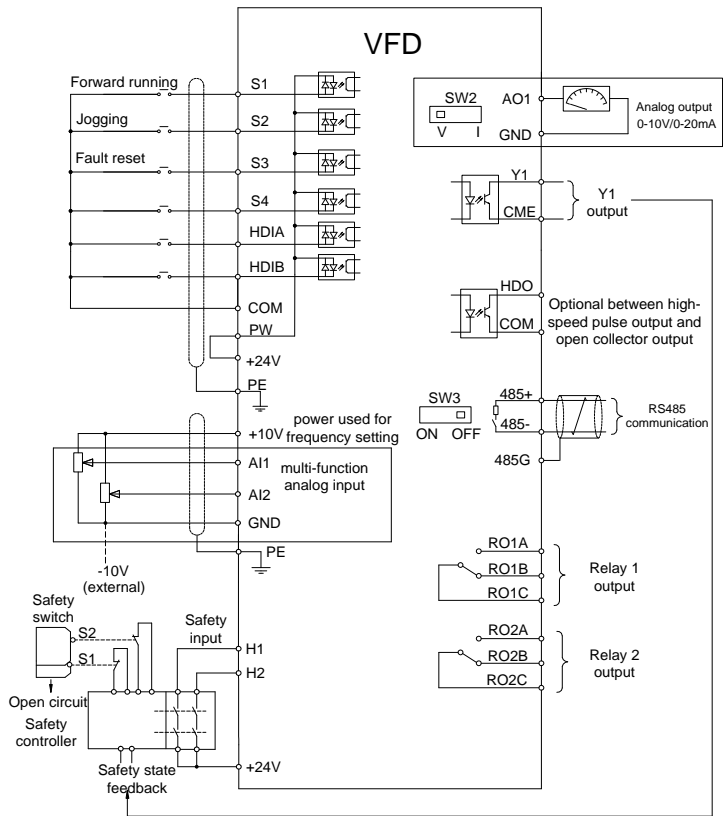 VFD
Forward running
S1
Jogging
S2
Fault reset
S3
S4
HDIA
HDIB
COM
PW
+24V
PE
SW2
V I
AO1
GND
Analog output
0-10V/0-20mA
Y1
CME
Y1
output
HDO
COM
Optional between high-
speed pulse output and
open collector output
SW3
ON OFF
485+
485-
485G
RS485
communication
+10V
power used for
frequency setting
AI1
multi-function
analog input
AI2
GND
PE
-10V
(external)
RO1A
RO1B
RO1C
Relay 1
output
RO2A
RO2B
RO2C
Relay 2
output
Safety
switch
S2
S1
Open circuit
Safety
controller
Safety
input
H1
H2
+24V
Safety state
feedback